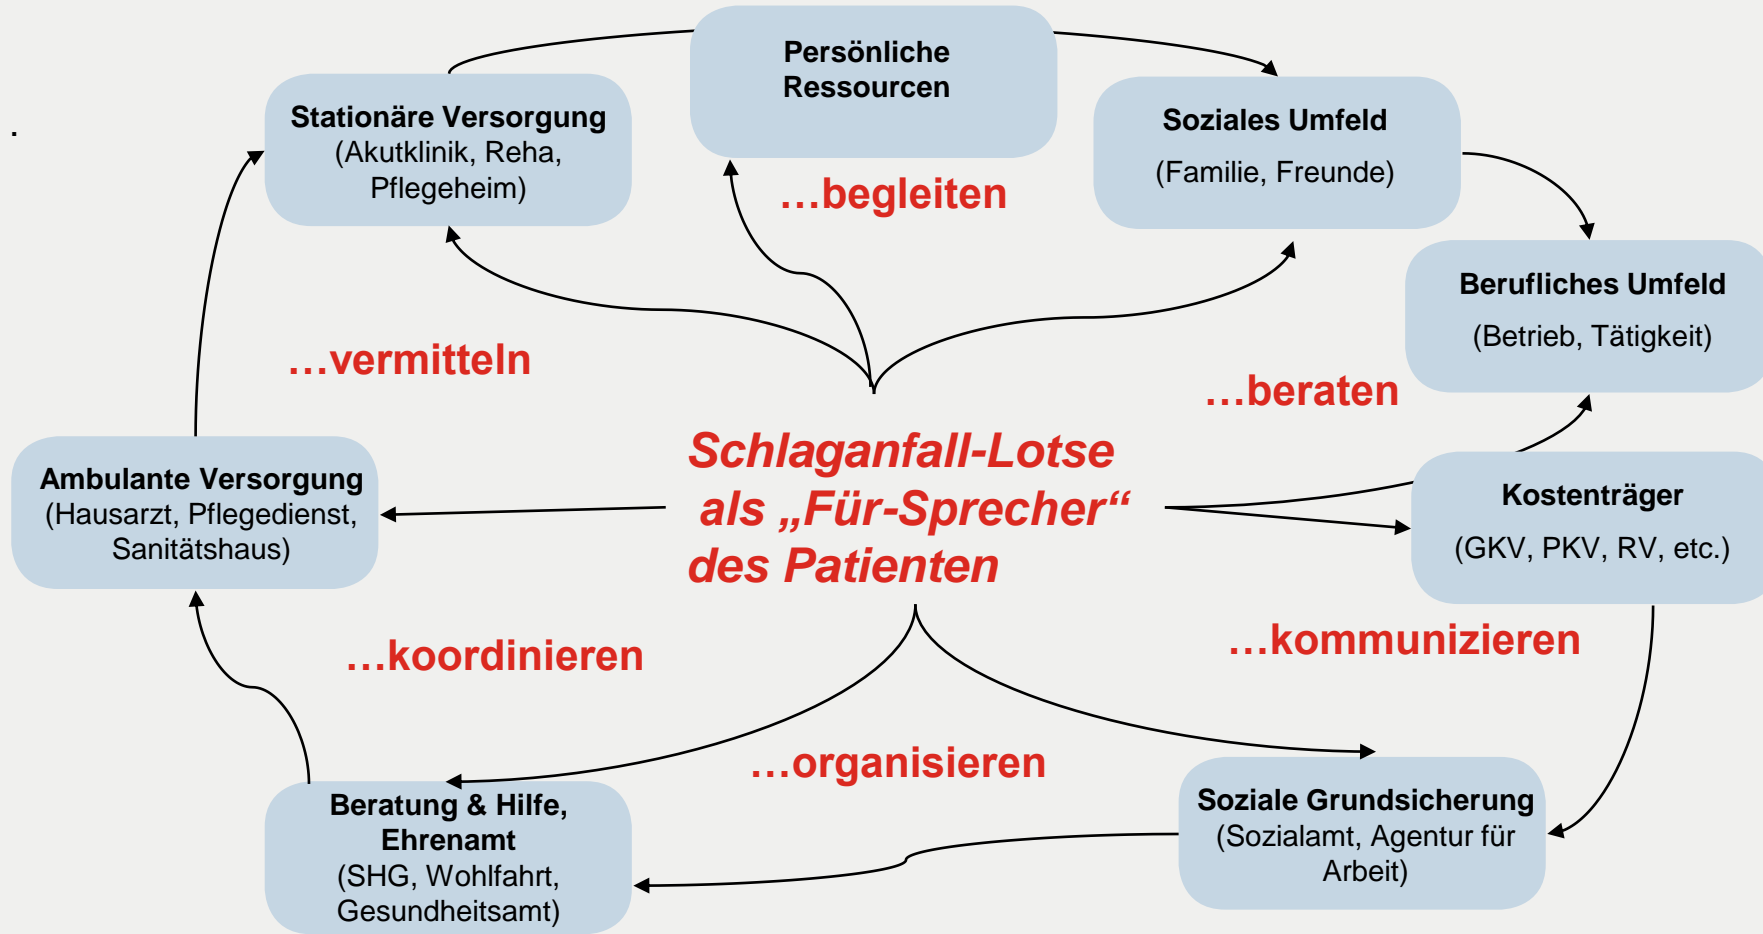 Persönliche
Ressourcen
Stationäre Versorgung
(Akutklinik, Reha,
Pflegeheim)
.
Soziales Umfeld
(Familie, Freunde)
…begleiten
Berufliches Umfeld
(Betrieb, Tätigkeit)
…vermitteln
…beraten
Schlaganfall-Lotse
als „Für-Sprecher“
des Patienten
Ambulante Versorgung
(Hausarzt, Pflegedienst,
Sanitätshaus)
Kostenträger
(GKV, PKV, RV, etc.)
…koordinieren
…kommunizieren
…organisieren
Beratung & Hilfe,
Ehrenamt
(SHG, Wohlfahrt,
Gesundheitsamt)
Soziale Grundsicherung
(Sozialamt, Agentur für
Arbeit)